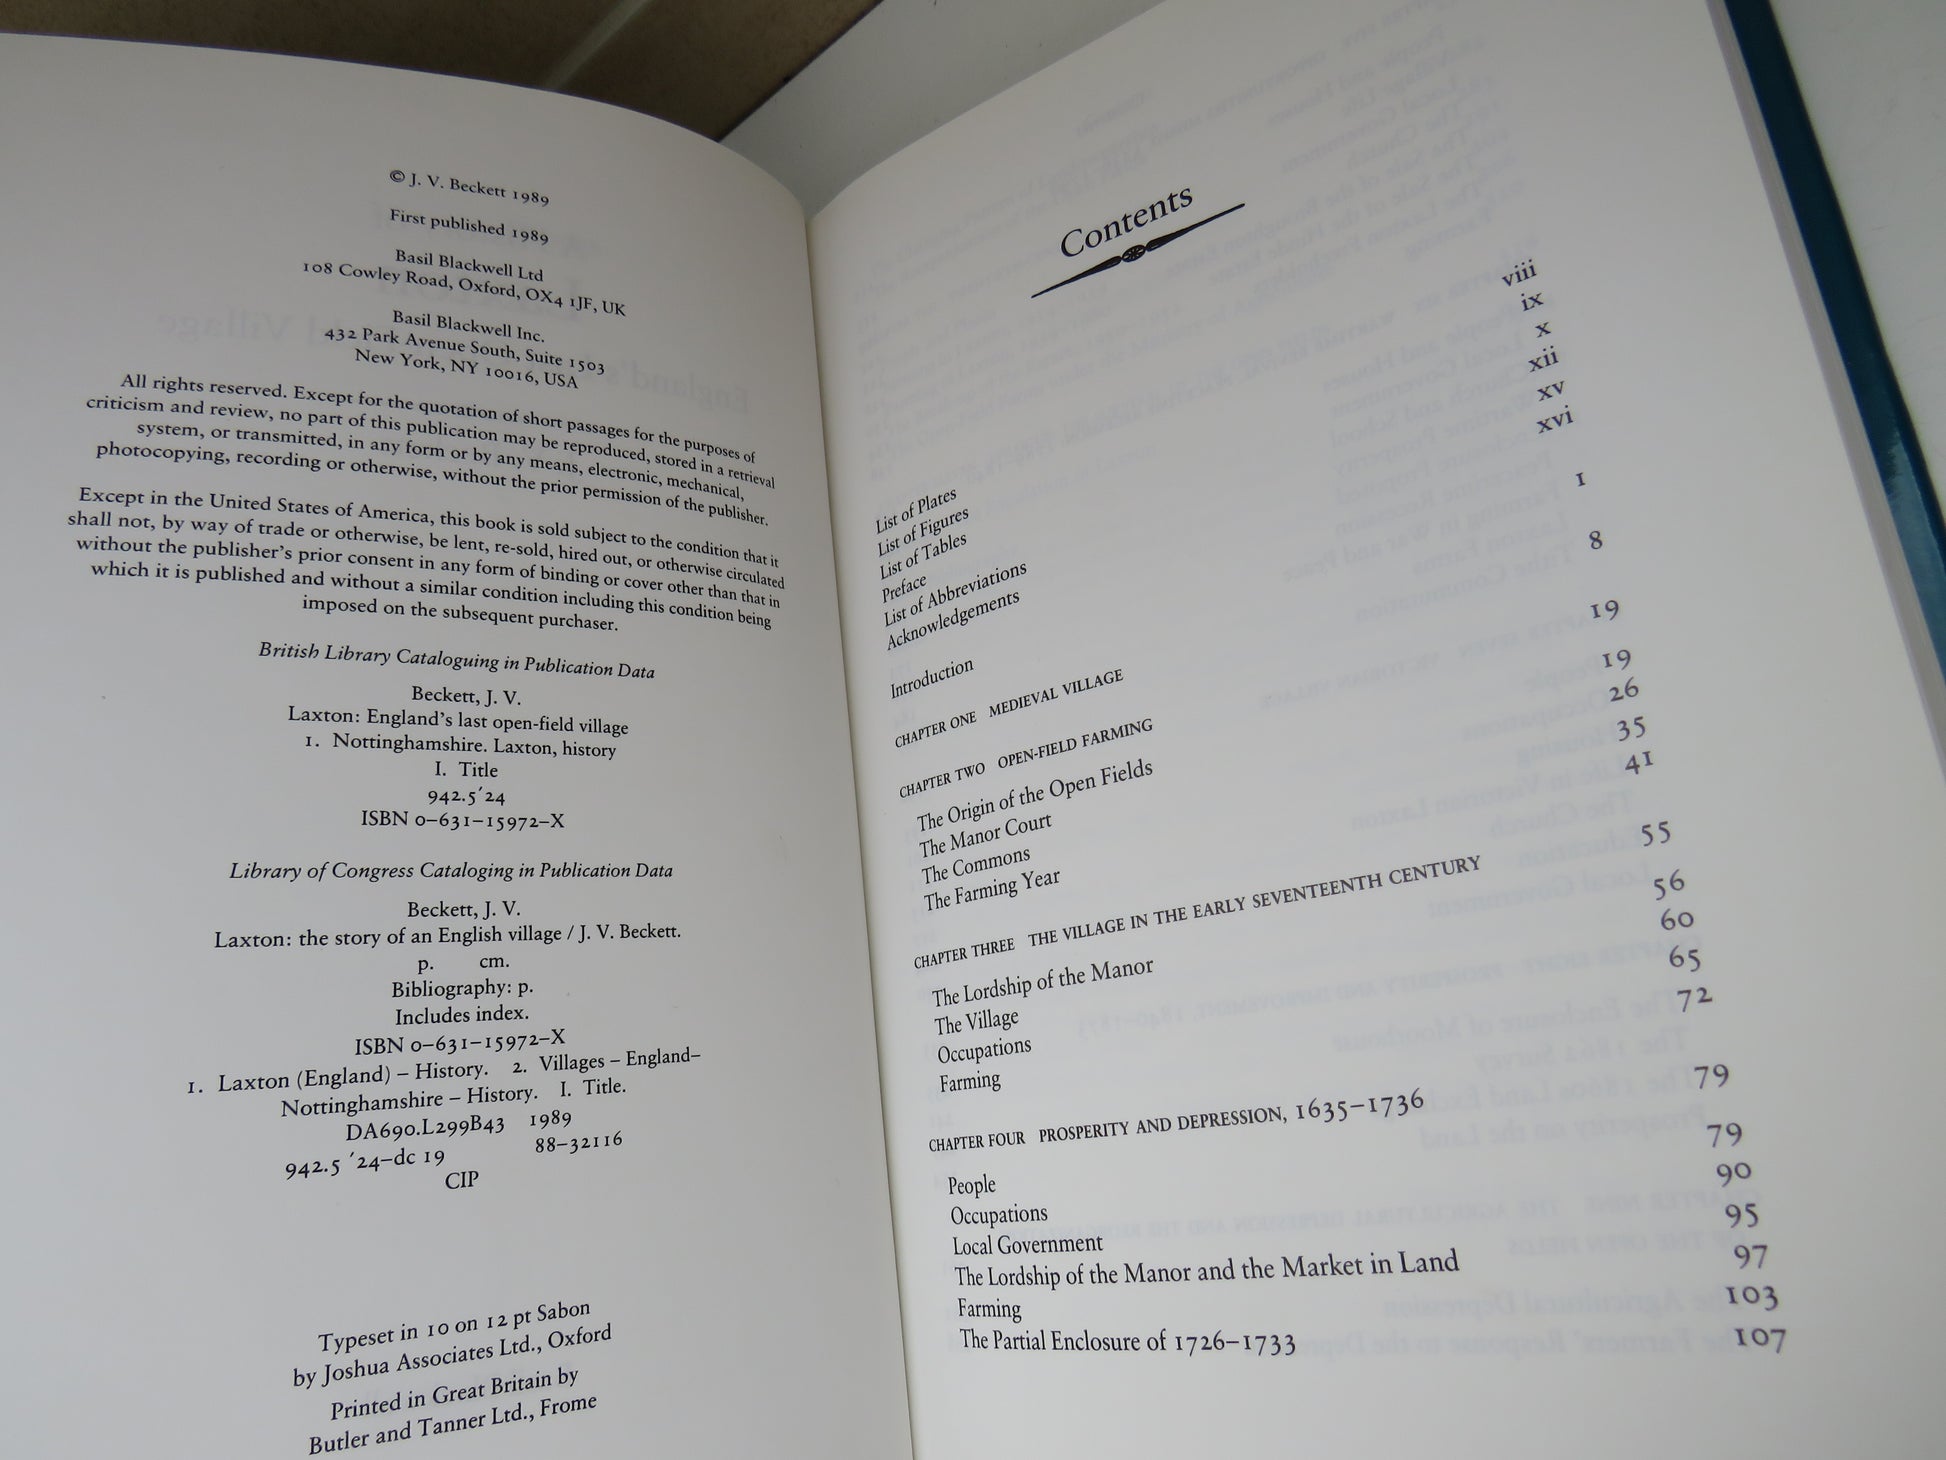 © J. V. Beckett 1989
First published 1989
Basil Blackwell Ltd
108 Cowley Road, Oxford, OX4 1JF, UK
Basil Blackwell Inc.
432 Park Avenue South, Suite 1503
New York, NY 10016, USA
All rights reserved. Except for the quotation of short passages for the purposes of
criticism and review, no part of this publication may be reproduced, stored in a retrieval
system, or transmitted, in any form or by any means, electronic, mechanical,
photocopying, recording or otherwise, without the prior permission of the publisher.
Except in the United States of America, this book is sold subject to the condition that it
shall not, by way of trade or otherwise, be lent, re-sold, hired out, or otherwise circulated
without the publisher's prior consent in any form of binding or cover other than that in
which it is published and without a similar condition including this condition being
imposed on the subsequent purchaser.
British Library Cataloguing in Publication Data
Beckett, J. V.
Laxton: England's last open-field village
1. Nottinghamshire. Laxton, history
I. Title
942.5′24
ISBN 0–631–15972–X
Library of Congress Cataloging in Publication Data
Beckett, J. V.
Laxton: the story of an English village / J. V. Beckett.
p. cm.
Bibliography: p.
Includes index.
ISBN 0–631–15972–X
1. Laxton (England) – History. 2. Villages – England–
Nottinghamshire – History. I. Title.
DA690.L299B43 1989
942.5 ′24–dc 19 88–32116
CIP
Typeset in 10 on 12 pt Sabon
by Joshua Associates Ltd., Oxford
Printed in Great Britain by
Butler and Tanner Ltd., Frome
Contents
List of Plates viii
List of Figures ix
List of Tables x
Preface xii
List of Abbreviations xv
Acknowledgements xvi
Introduction 1
CHAPTER ONE MEDIEVAL VILLAGE 8
CHAPTER TWO OPEN-FIELD FARMING 19
The Origin of the Open Fields 19
The Manor Court 26
The Commons 35
The Farming Year 41
CHAPTER THREE THE VILLAGE IN THE EARLY SEVENTEENTH CENTURY 55
The Lordship of the Manor 56
The Village 60
Occupations 65
Farming 72
CHAPTER FOUR PROSPERITY AND DEPRESSION, 1635–1736 79
People 79
Occupations 90
Local Government 95
The Lordship of the Manor and the Market in Land 97
Farming 103
The Partial Enclosure of 1726–1733 107